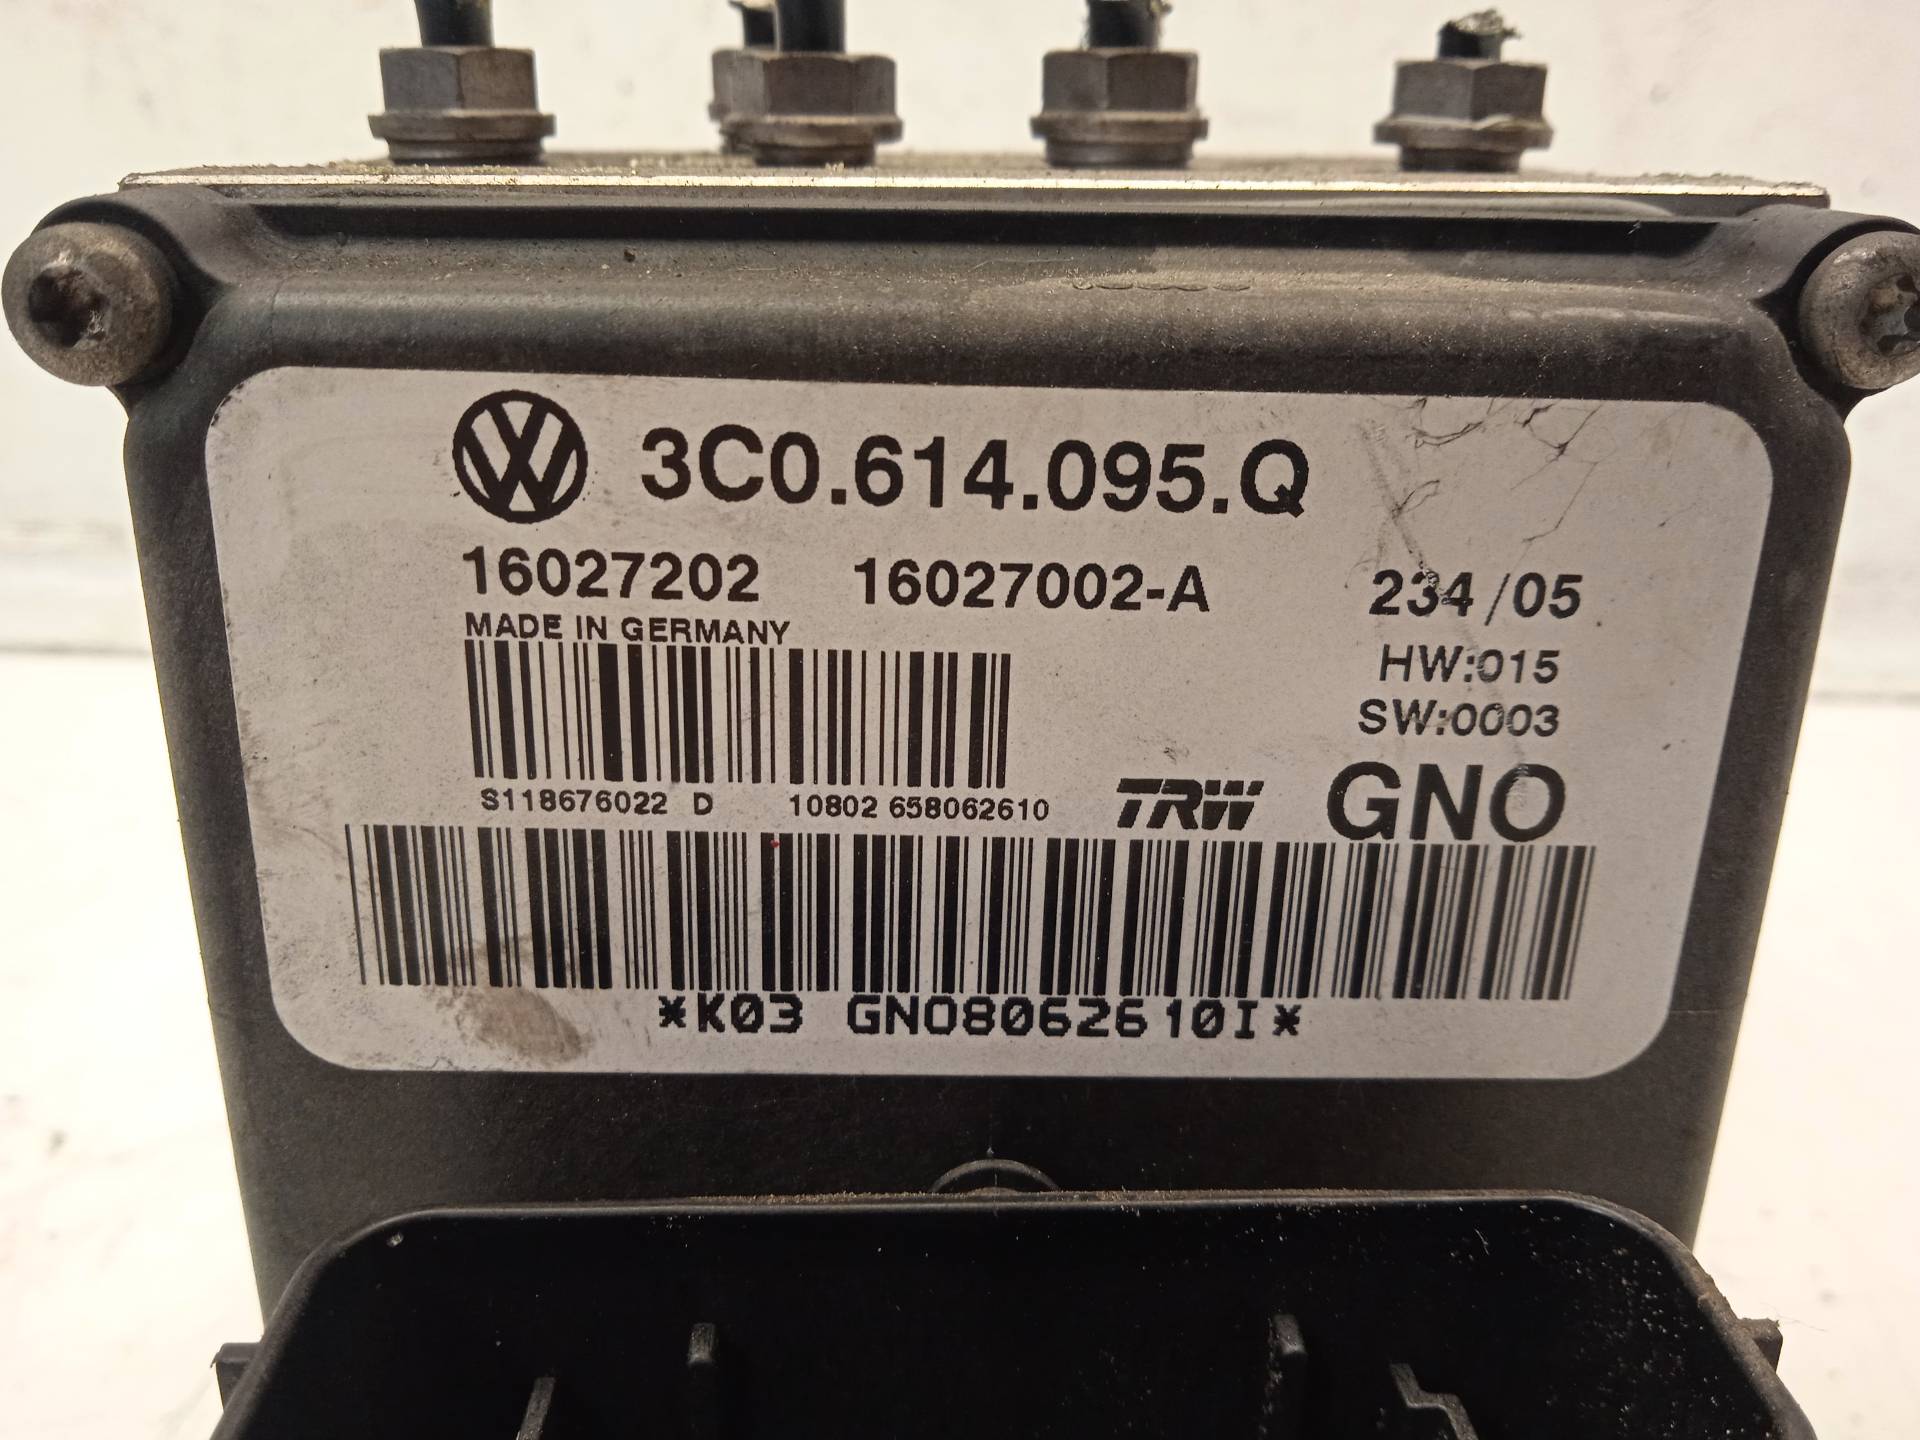 3C0.614.095.Q
16027202 16027002-A 234/05
MADE IN GERMANY
HW:015
SW:0003
S118676022 D 10802 658062610
TRW GNO
*K03 GNO8062610I*